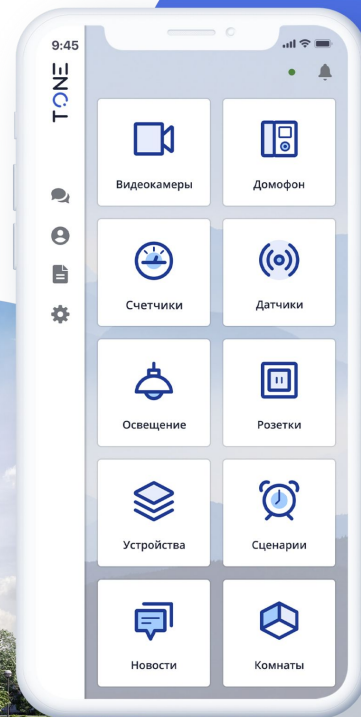 9:45
TONE
Видеокамеры
Домофон
Счетчики
Датчики
Освещение
Розетки
Устройства
Сценарии
Новости
Комнаты